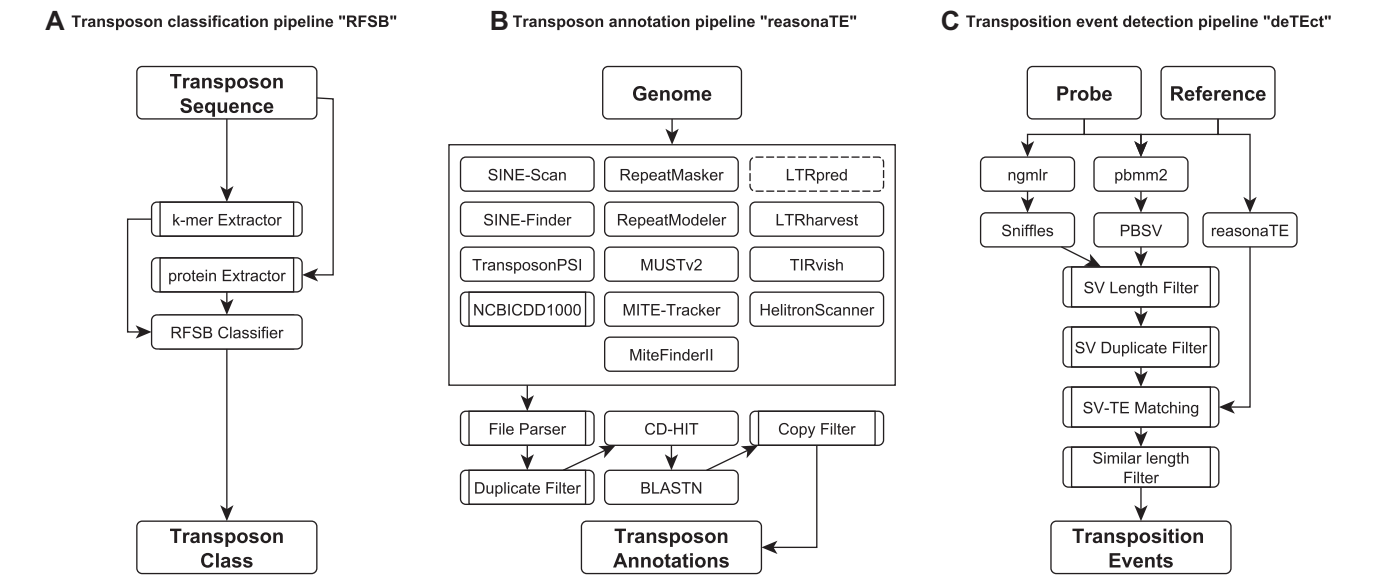 A Transposon classification pipeline "RFSB"
Transposon
Sequence
k-mer Extractor
protein Extractor
RFSB Classifier
Transposon
Class
B Transposon annotation pipeline "reasonaTE"
Genome
SINE-Scan
RepeatMasker
LTRpred
SINE-Finder
RepeatModeler
LTRharvest
TransposonPSI
MUSTv2
TIRvish
NCBICDD1000
MITE-Tracker
HelitronScanner
MiteFinderII
File Parser
CD-HIT
Copy Filter
Duplicate Filter
BLASTN
Transposon
Annotations
C Transposition event detection pipeline "deTEct"
Probe
Reference
ngmlr
pbmm2
Sniffles
PBSV
reasonaTE
SV Length Filter
SV Duplicate Filter
SV-TE Matching
Similar length
Filter
Transposition
Events